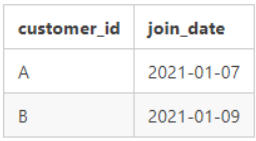 customer_id join_date
A 2021-01-07
B 2021-01-09